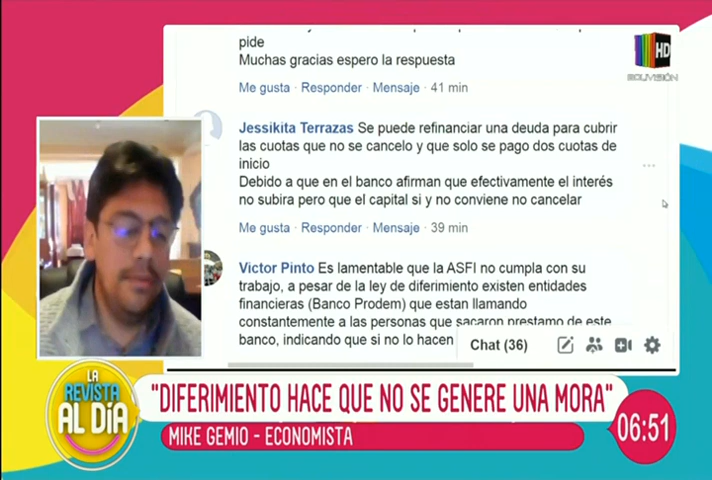 pide
Muchas gracias espero la respuesta
Me gusta · Responder · Mensaje · 41 min
HD
BOLIVISIÓN
Jessikita Terrazas Se puede refinanciar una deuda para cubrir
las cuotas que no se cancelo y que solo se pago dos cuotas de
inicio
Debido a que en el banco afirman que efectivamente el interés
no subira pero que el capital si y no conviene no cancelar
Me gusta · Responder · Mensaje · 39 min
Victor Pinto Es lamentable que la ASFI no cumpla con su
trabajo, a pesar de la ley de diferimiento existen entidades
financieras (Banco Prodem) que estan llamando
constantemente a las personas que sacaron prestamo de este
banco, indicando que si no lo hacen
Chat (36)
LA
REVISTA
AL DÍA
"DIFERIMIENTO HACE QUE NO SE GENERE UNA MORA"
MIKE GEMIO - ECONOMISTA
06:51